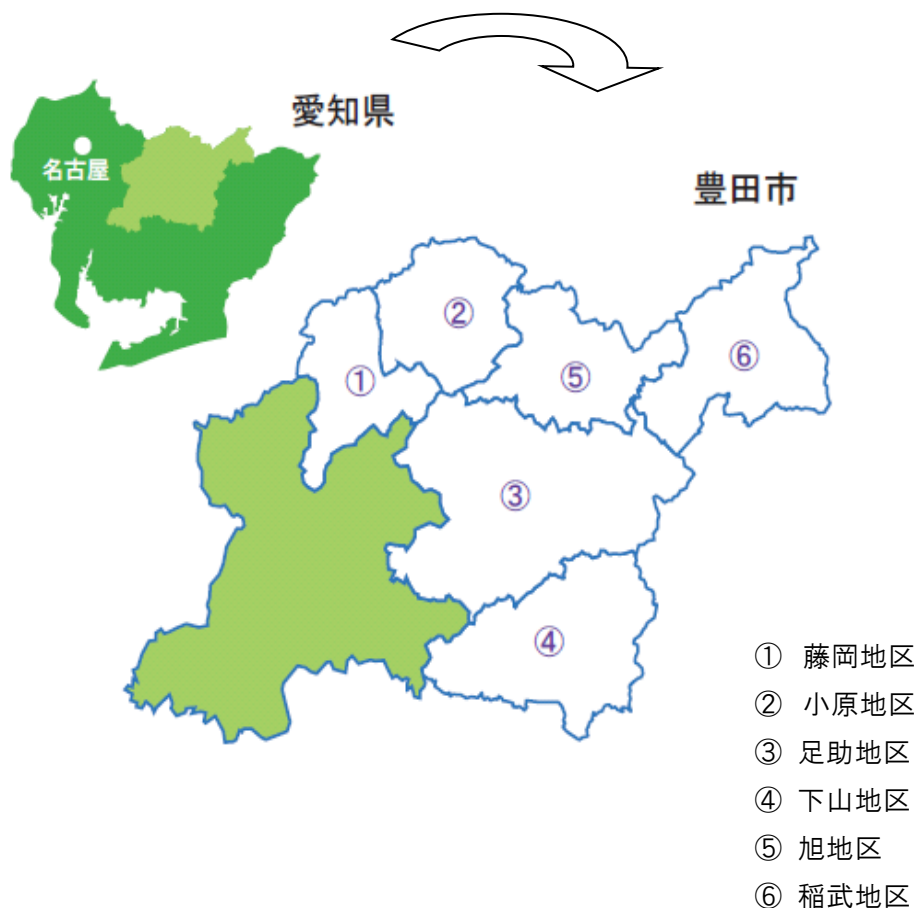 愛知県
名古屋
豊田市
②
⑥
①
⑤
③
④
① 藤岡地区
② 小原地区
③ 足助地区
④ 下山地区
⑤ 旭地区
⑥ 稲武地区